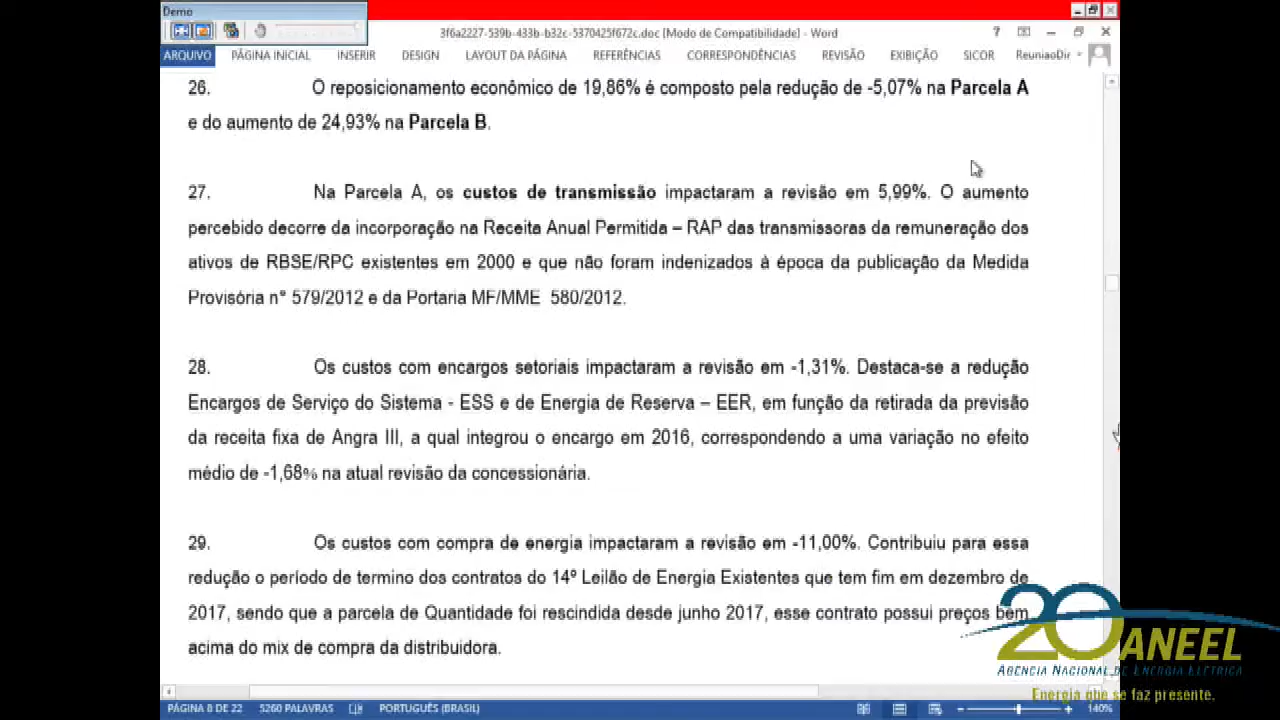 Demo
3f6a2227-539b-433b-b32c-5370425f672c.doc [Modo de Compatibilidade] - Word
ARQUIVO PÁGINA INICIAL INSERIR DESIGN LAYOUT DA PÁGINA REFERÊNCIAS CORRESPONDÊNCIAS REVISÃO EXIBIÇÃO SICOR ReuniaoDir
26. O reposicionamento econômico de 19,86% é composto pela redução de -5,07% na Parcela A
e do aumento de 24,93% na Parcela B.
27. Na Parcela A, os custos de transmissão impactaram a revisão em 5,99%. O aumento
percebido decorre da incorporação na Receita Anual Permitida – RAP das transmissoras da remuneração dos
ativos de RBSE/RPC existentes em 2000 e que não foram indenizados à época da publicação da Medida
Provisória n° 579/2012 e da Portaria MF/MME 580/2012.
28. Os custos com encargos setoriais impactaram a revisão em -1,31%. Destaca-se a redução
Encargos de Serviço do Sistema - ESS e de Energia de Reserva – EER, em função da retirada da previsão
da receita fixa de Angra III, a qual integrou o encargo em 2016, correspondendo a uma variação no efeito
médio de -1,68% na atual revisão da concessionária.
29. Os custos com compra de energia impactaram a revisão em -11,00%. Contribuiu para essa
redução o período de termino dos contratos do 14º Leilão de Energia Existentes que tem fim em dezembro de
2017, sendo que a parcela de Quantidade foi rescindida desde junho 2017, esse contrato possui preços bem
acima do mix de compra da distribuidora.
20 ANEEL
AGÊNCIA NACIONAL DE ENERGIA ELÉTRICA
Energia que se faz presente.
PÁGINA 8 DE 22 5260 PALAVRAS PORTUGUÊS (BRASIL) 140%